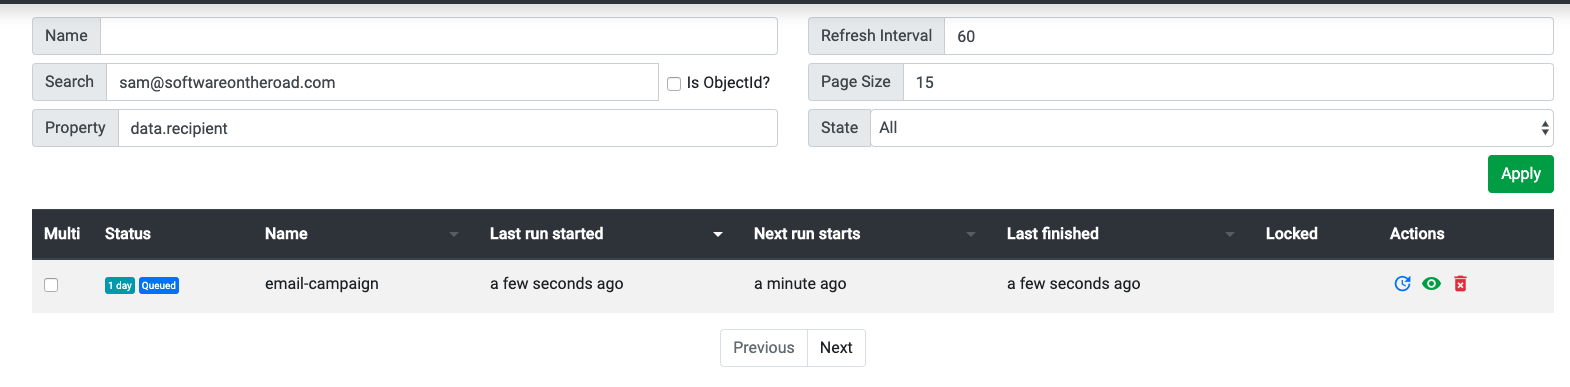 Name
Refresh Interval 60
Search sam@softwareontheroad.com Is ObjectId?
Page Size 15
Property data.recipient
State All
Apply
Multi Status Name Last run started Next run starts Last finished Locked Actions
1 day Queued email-campaign a few seconds ago a minute ago a few seconds ago
Previous Next